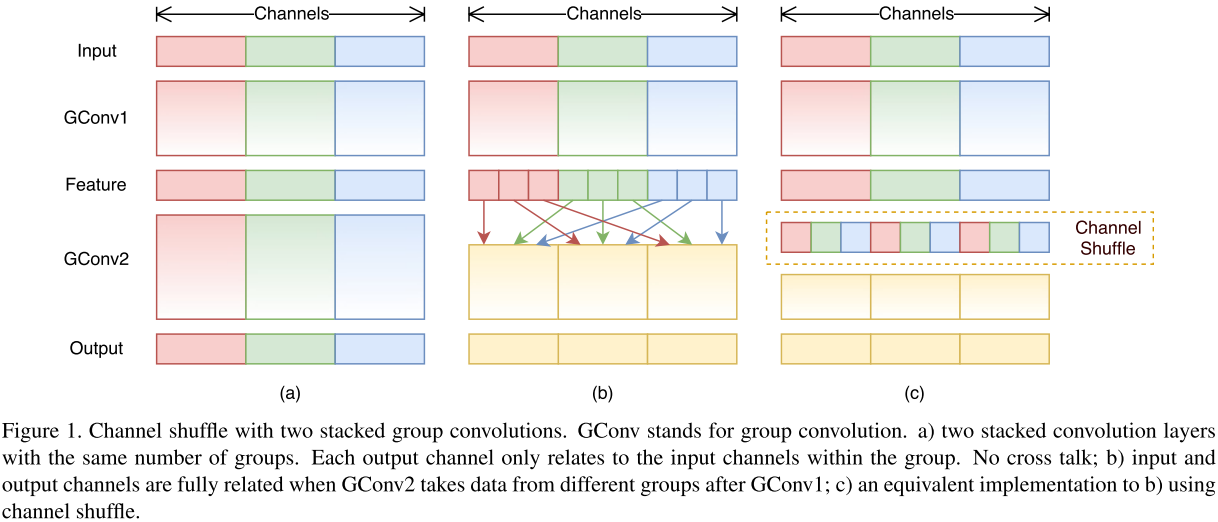 Channels Channels Channels
Input
GConv1
Feature
Channel
Shuffle
GConv2
Output
(a) (b) (c)
Figure 1. Channel shuffle with two stacked group convolutions. GConv stands for group convolution. a) two stacked convolution layers
with the same number of groups. Each output channel only relates to the input channels within the group. No cross talk; b) input and
output channels are fully related when GConv2 takes data from different groups after GConv1; c) an equivalent implementation to b) using
channel shuffle.